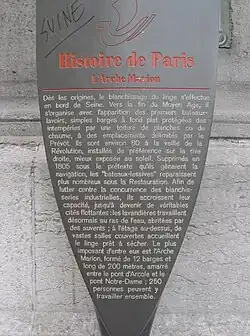 SVINE
Histoire de Paris
L'Arche Marion
Dès les origines, le blanchissage du linge s'effectue
en bord de Seine. Vers la fin du Moyen Age, il
s'organise avec l'apparition des premiers bateaux-
lavoirs, simples barges à fond plat protégées des
intempéries par une toiture de planches ou de
chaume, à des emplacements délimités par le
Prévôt. Ils sont environ 80 à la veille de la
Révolution, installés de préférence sur la rive
droite, mieux exposée au soleil. Supprimés en
1805 sous le prétexte qu'ils gênaient la
navigation, les "bateaux-lessives" reparaissent
plus nombreux sous la Restauration. Afin de
lutter contre la concurrence des blanchis-
series industrielles, ils accroissent leur
capacité, jusqu'à devenir de véritables
cités flottantes : les lavandières travaillent
désormais au ras de l'eau, abritées par
des auvents ; à l'étage au-dessus, de
vastes salles couvertes accueillent
le linge prêt à sécher. Le plus
imposant d'entre eux est l'Arche
Marion, formé de 12 barges et
long de 200 mètres, amarré
entre le pont d'Arcole et le
pont Notre-Dame ; 250
personnes peuvent y
travailler ensemble.